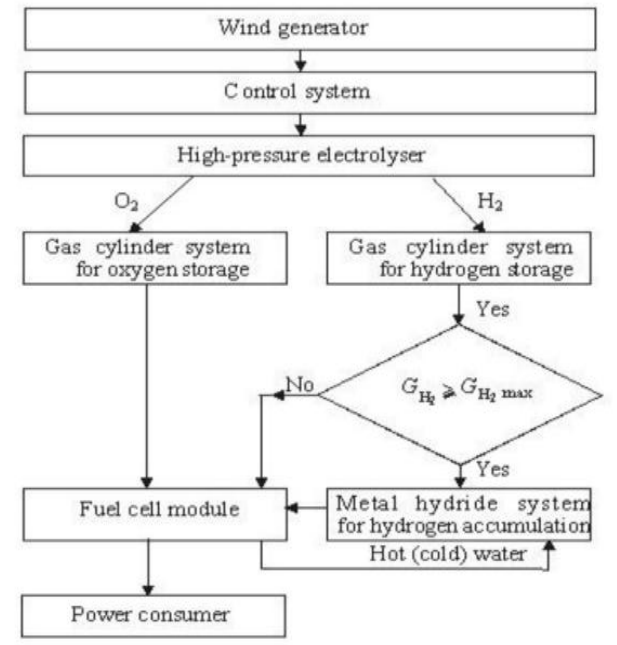 Wind generator
Control system
High-pressure electrolyser
O₂
H₂
Gas cylinder system
for oxygen storage
Gas cylinder system
for hydrogen storage
Yes
No
G_H₂ ⩾ G_H₂ max
Yes
Fuel cell module
Metal hydride system
for hydrogen accumulation
Hot (cold) water
Power consumer